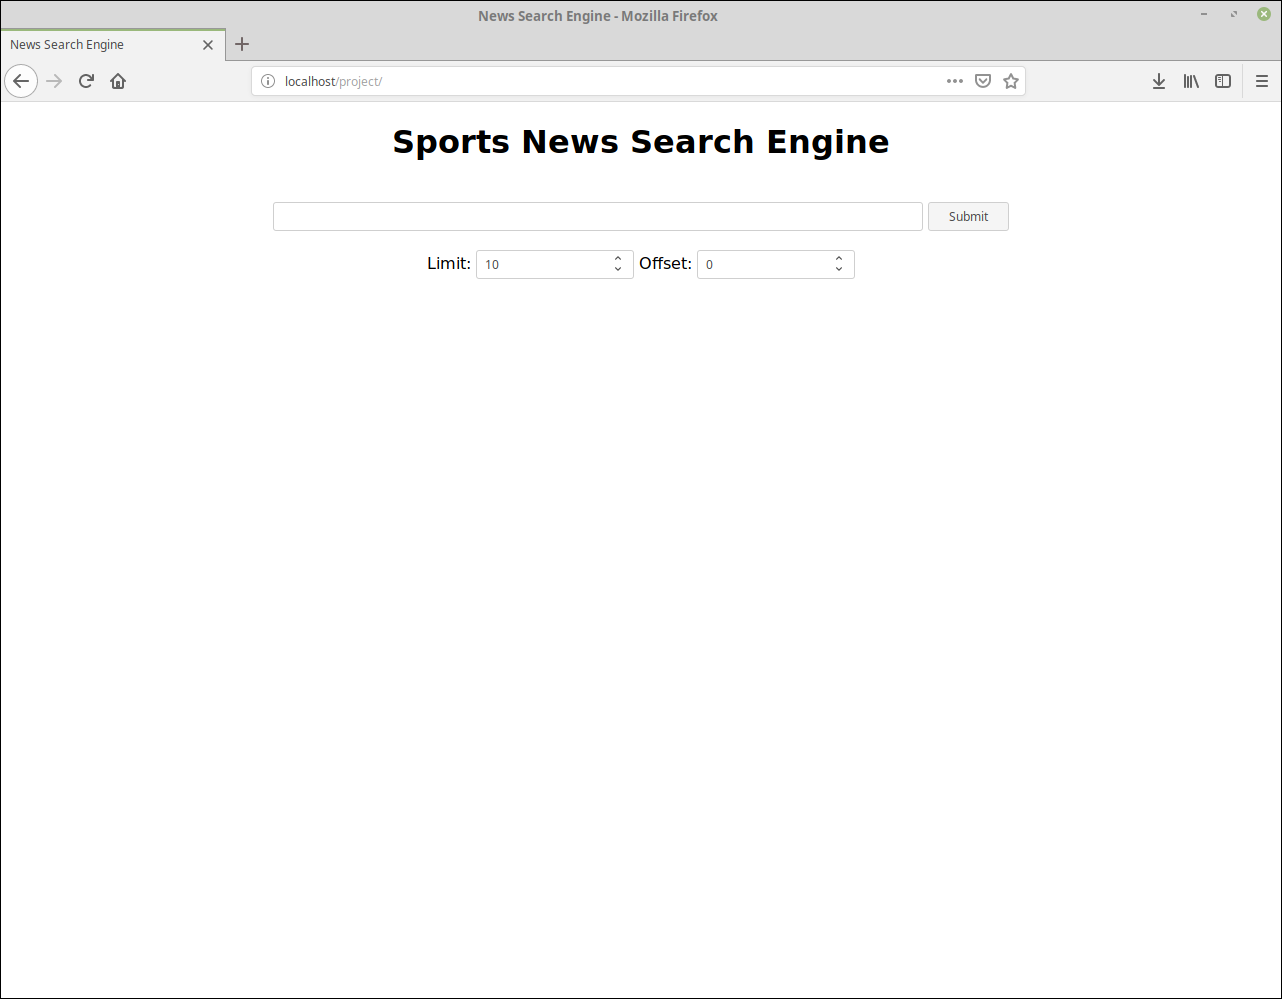 News Search Engine - Mozilla Firefox
News Search Engine
localhost/project/
Sports News Search Engine
Submit
Limit: 10 Offset: 0